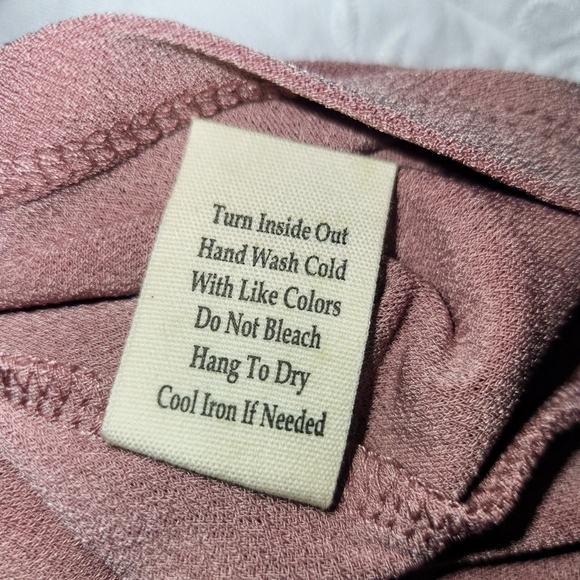 Turn Inside Out
Hand Wash Cold
With Like Colors
Do Not Bleach
Hang To Dry
Cool Iron If Needed